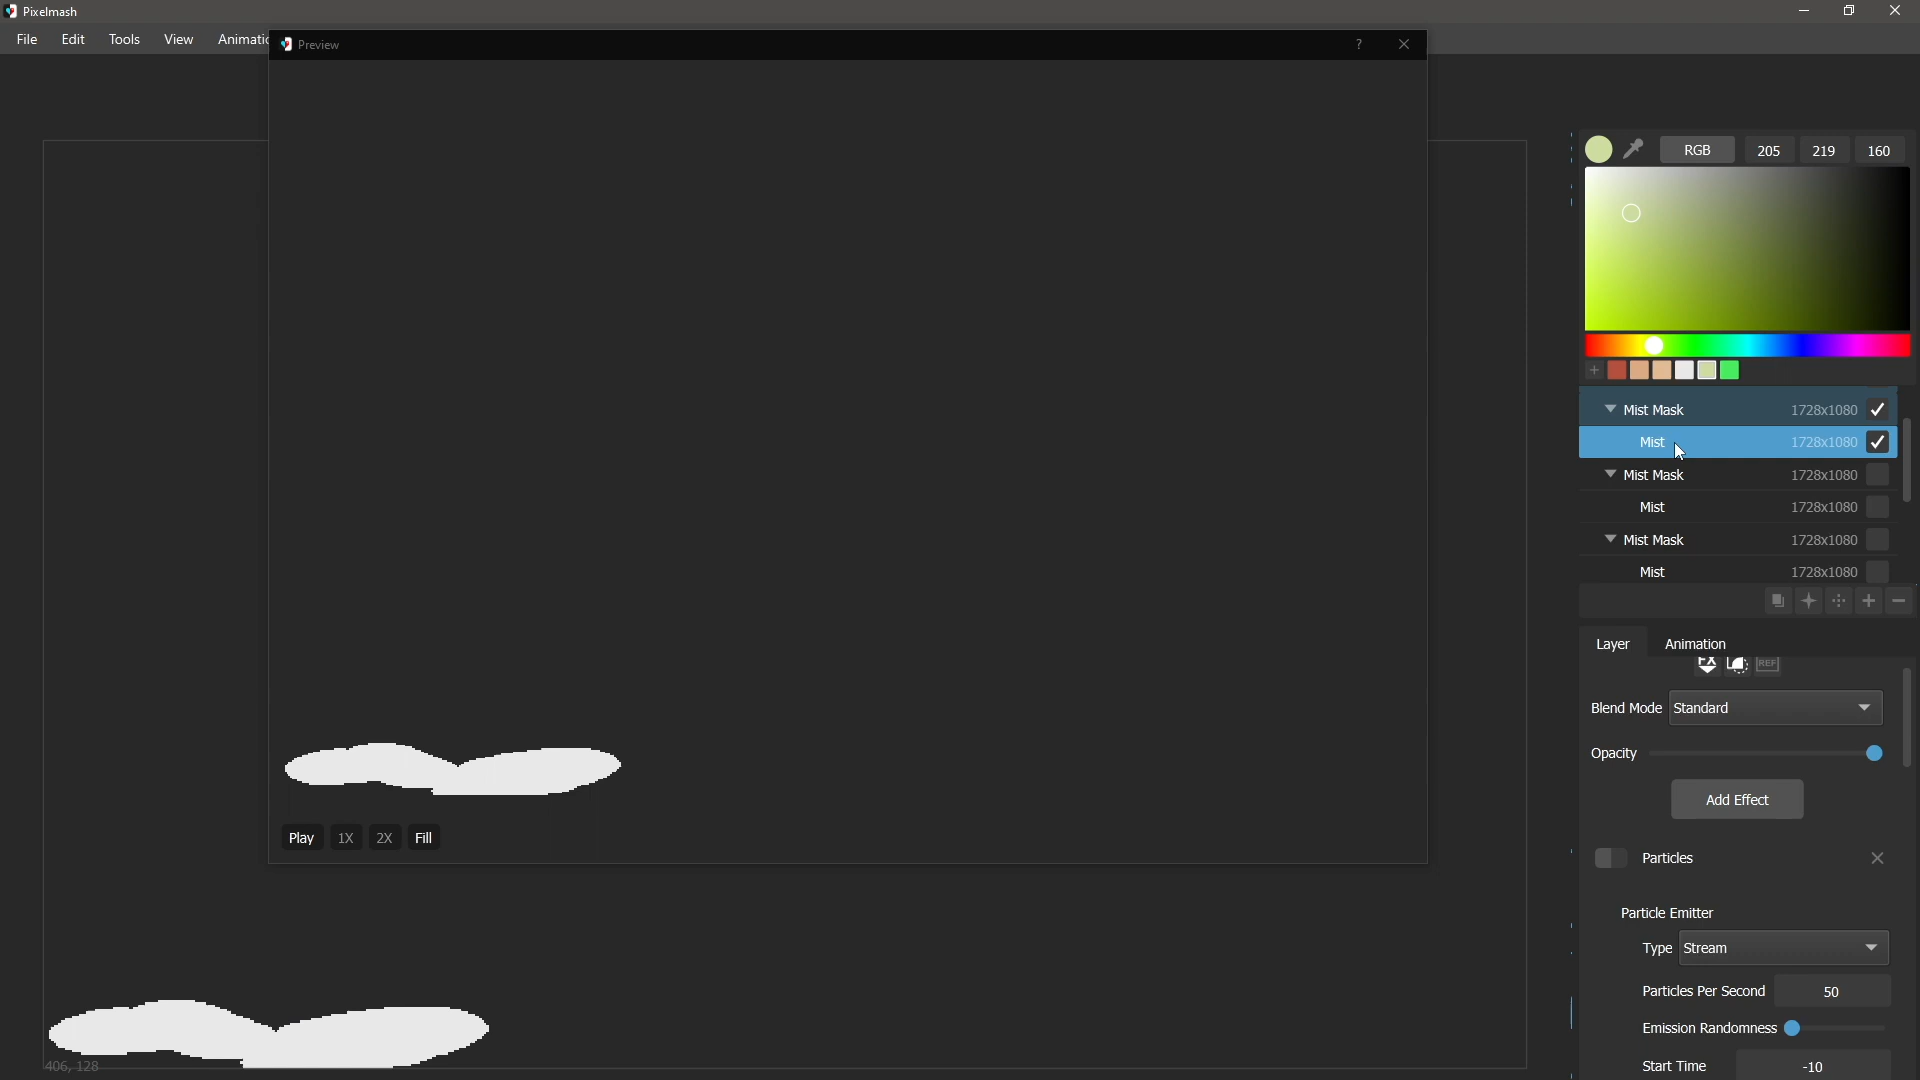 Pixelmash
File Edit Tools View Animatio
Preview ?
RGB 205 219 160
Mist Mask 1728x1080
Mist 1728x1080
Mist Mask 1728x1080
Mist 1728x1080
Mist Mask 1728x1080
Mist 1728x1080
Layer Animation
FX REF
Blend Mode Standard
Opacity
Add Effect
Particles
Particle Emitter
Type Stream
Particles Per Second 50
Emission Randomness
Start Time -10
Play 1X 2X Fill
406, 128